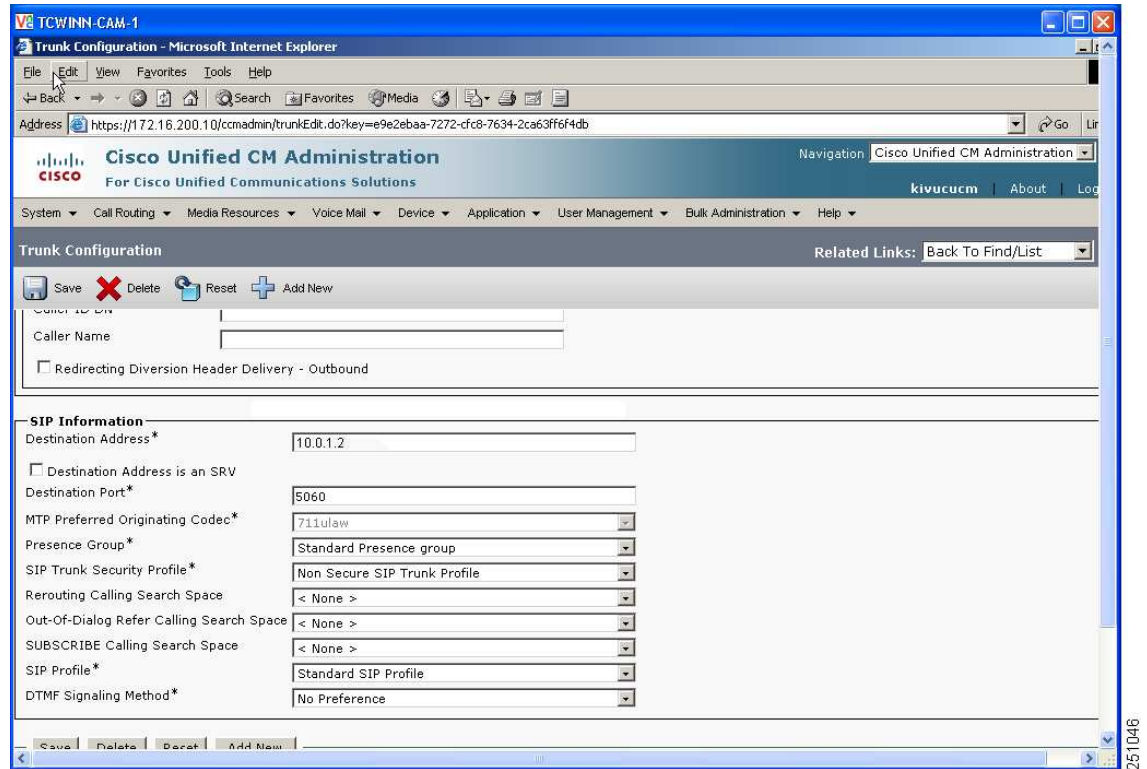 TCWINN-CAM-1
Trunk Configuration - Microsoft Internet Explorer
File Edit View Favorites Tools Help
Back Search Favorites Media
Address https://172.16.200.10/ccmadmin/trunkEdit.do?key=e9e2ebaa-7272-cfc8-7634-2ca63ff6f4db Go Lin
CISCO
Cisco Unified CM Administration
For Cisco Unified Communications Solutions
Navigation Cisco Unified CM Administration
kivucucm | About | Log
System Call Routing Media Resources Voice Mail Device Application User Management Bulk Administration Help
Trunk Configuration Related Links: Back To Find/List
Save Delete Reset Add New
Caller ID DN
Caller Name
Redirecting Diversion Header Delivery - Outbound
SIP Information
Destination Address* 10.0.1.2
Destination Address is an SRV
Destination Port* 5060
MTP Preferred Originating Codec* 711ulaw
Presence Group* Standard Presence group
SIP Trunk Security Profile* Non Secure SIP Trunk Profile
Rerouting Calling Search Space < None >
Out-Of-Dialog Refer Calling Search Space < None >
SUBSCRIBE Calling Search Space < None >
SIP Profile* Standard SIP Profile
DTMF Signaling Method* No Preference
Save Delete Reset Add New
251046